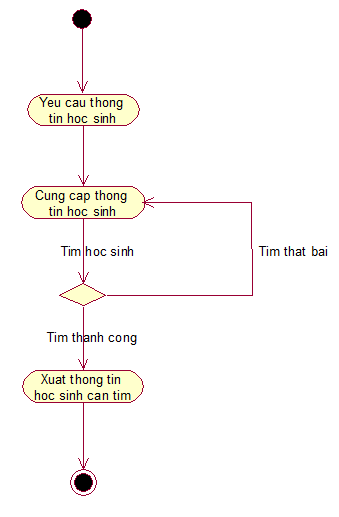 Yeu cau thong
tin hoc sinh
Cung cap thong
tin hoc sinh
Tim hoc sinh
Tim that bai
Tim thanh cong
Xuat thong tin
hoc sinh can tim